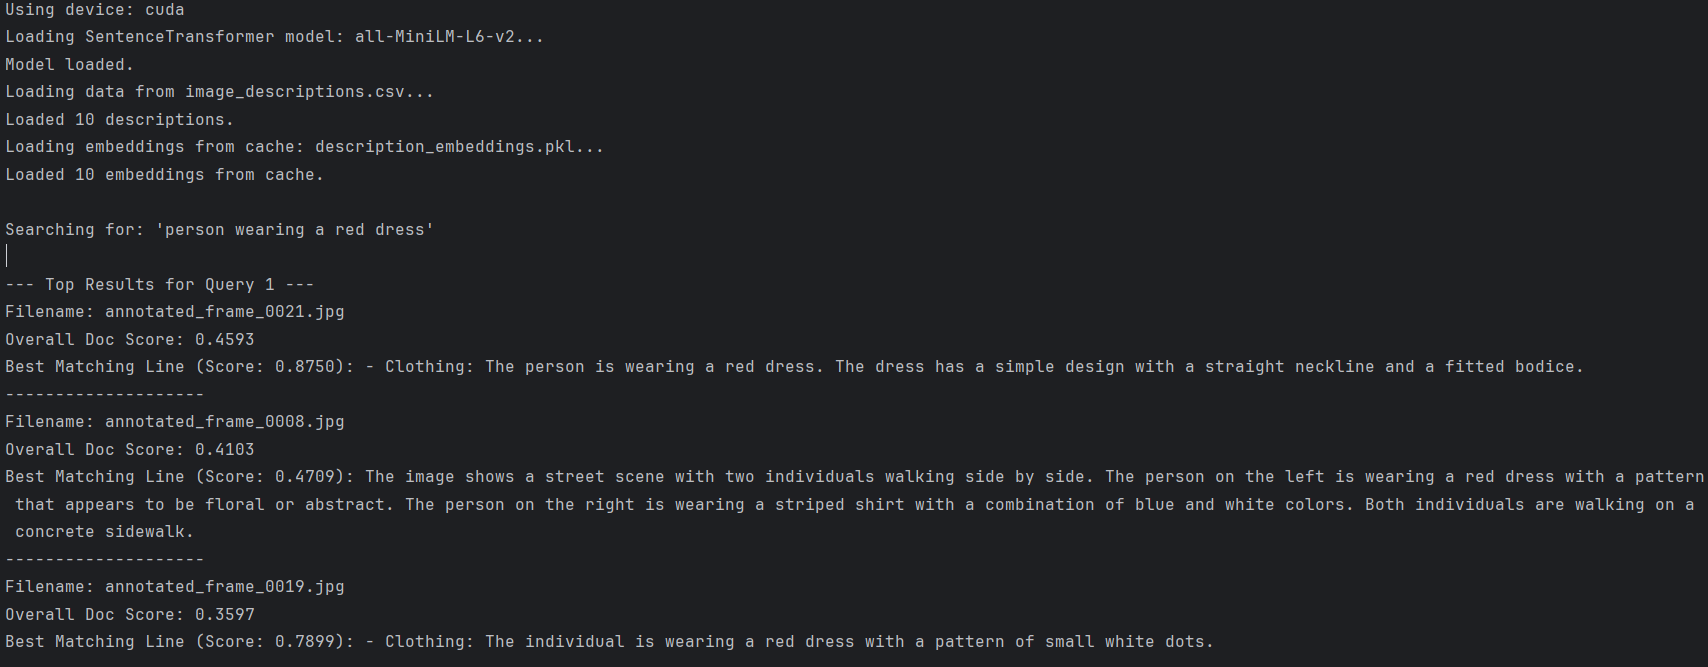 Using device: cuda
Loading SentenceTransformer model: all-MiniLM-L6-v2...
Model loaded.
Loading data from image_descriptions.csv...
Loaded 10 descriptions.
Loading embeddings from cache: description_embeddings.pkl...
Loaded 10 embeddings from cache.
Searching for: 'person wearing a red dress'
--- Top Results for Query 1 ---
Filename: annotated_frame_0021.jpg
Overall Doc Score: 0.4593
Best Matching Line (Score: 0.8750): - Clothing: The person is wearing a red dress. The dress has a simple design with a straight neckline and a fitted bodice.
--------------------
Filename: annotated_frame_0008.jpg
Overall Doc Score: 0.4103
Best Matching Line (Score: 0.4709): The image shows a street scene with two individuals walking side by side. The person on the left is wearing a red dress with a pattern
that appears to be floral or abstract. The person on the right is wearing a striped shirt with a combination of blue and white colors. Both individuals are walking on a
concrete sidewalk.
--------------------
Filename: annotated_frame_0019.jpg
Overall Doc Score: 0.3597
Best Matching Line (Score: 0.7899): - Clothing: The individual is wearing a red dress with a pattern of small white dots.